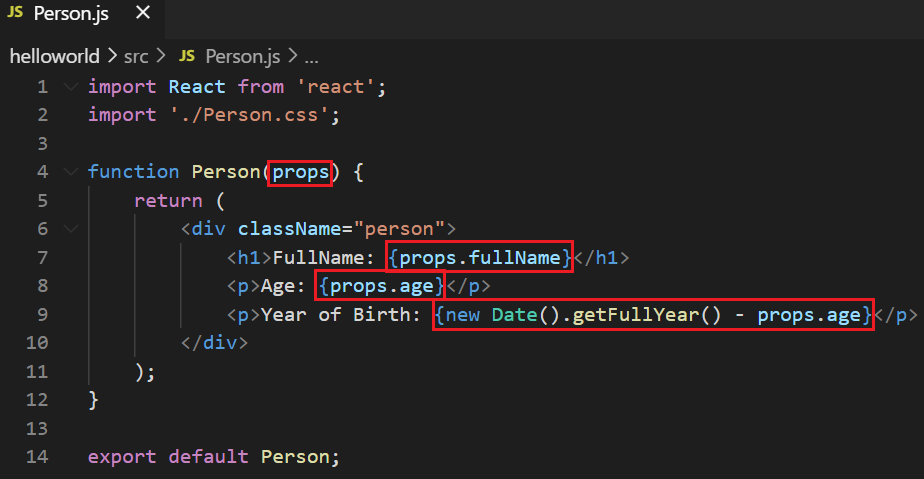 JS Person.js ×
helloworld > src > JS Person.js > ...
1 import React from 'react';
2 import './Person.css';
3
4 function Person(props) {
5     return (
6         <div className="person">
7             <h1>FullName: {props.fullName}</h1>
8             <p>Age: {props.age}</p>
9             <p>Year of Birth: {new Date().getFullYear() - props.age}</p>
10         </div>
11     );
12 }
13
14 export default Person;